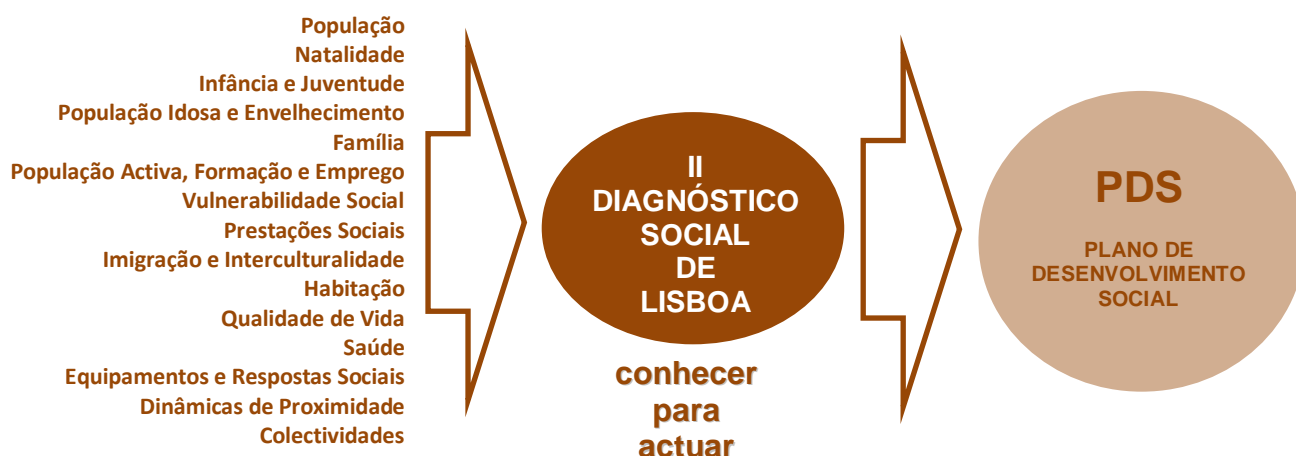 População
Natalidade
Infância e Juventude
População Idosa e Envelhecimento
Família
População Activa, Formação e Emprego
Vulnerabilidade Social
Prestações Sociais
Imigração e Interculturalidade
Habitação
Qualidade de Vida
Saúde
Equipamentos e Respostas Sociais
Dinâmicas de Proximidade
Colectividades
II
DIAGNÓSTICO
SOCIAL
DE
LISBOA
conhecer
para
actuar
PDS
PLANO DE
DESENVOLVIMENTO
SOCIAL